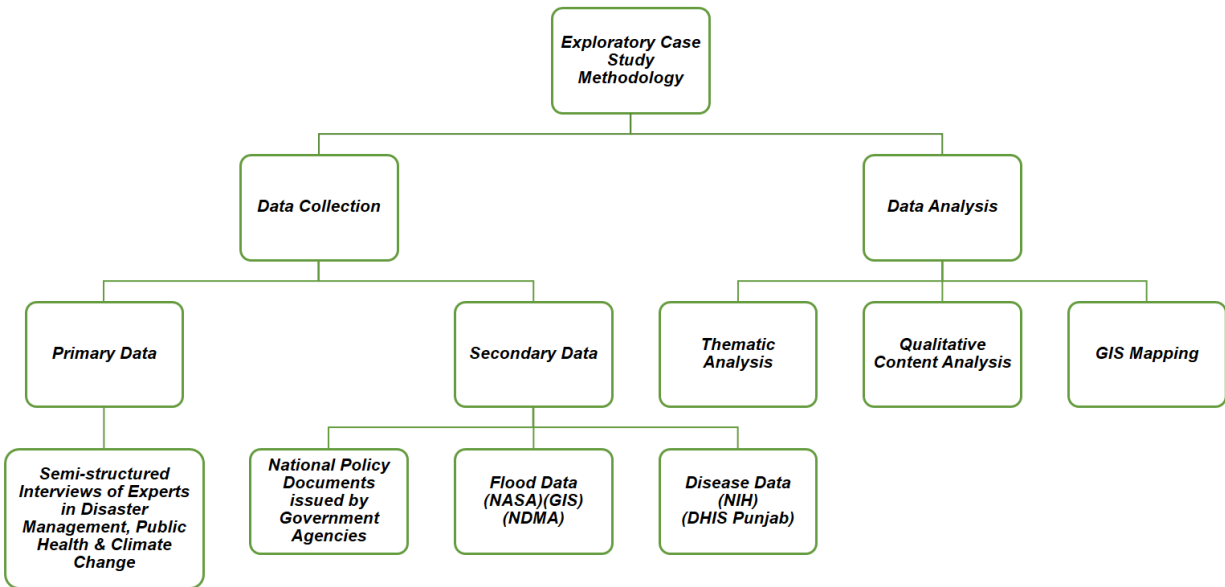 Exploratory Case
Study
Methodology
Data Collection
Data Analysis
Primary Data
Secondary Data
Thematic
Analysis
Qualitative
Content Analysis
GIS Mapping
Semi-structured
Interviews of Experts
in Disaster
Management, Public
Health & Climate
Change
National Policy
Documents
issued by
Government
Agencies
Flood Data
(NASA)(GIS)
(NDMA)
Disease Data
(NIH)
(DHIS Punjab)